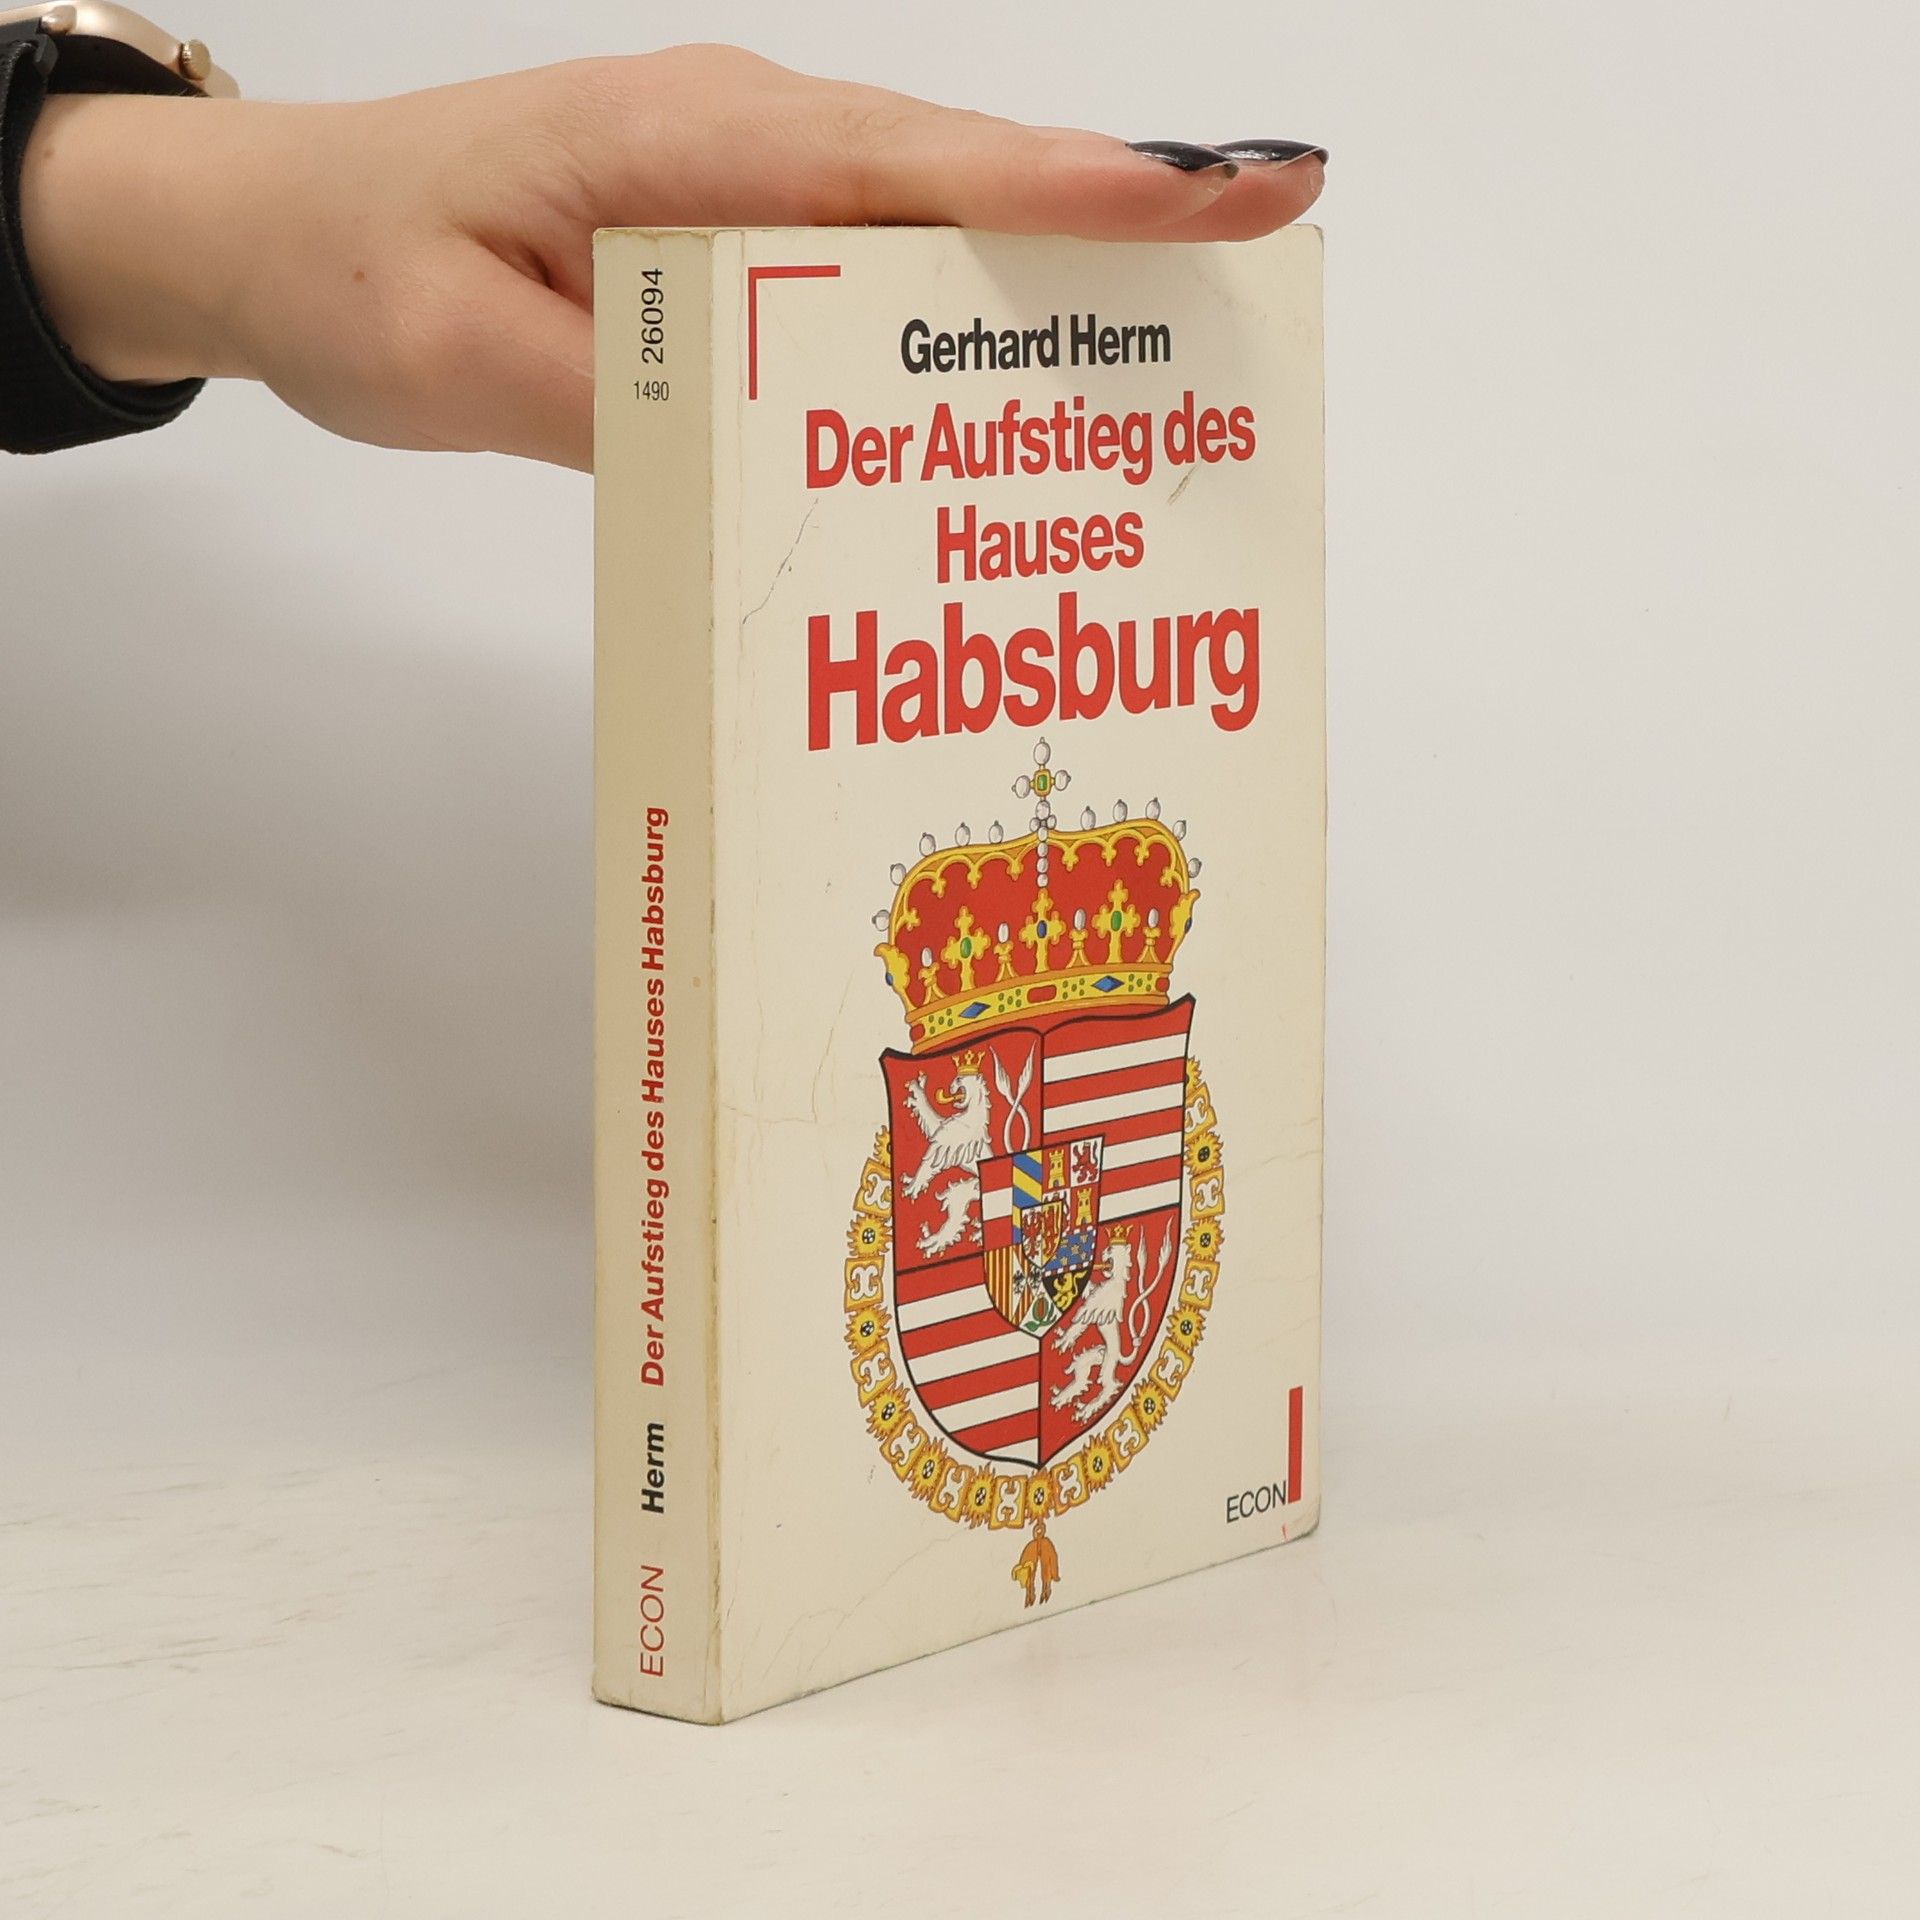 26094
1490
Der Aufstieg des Hauses Habsburg
Herm
ECON
Gerhard Herm
Der Aufstieg des
Hauses
Habsburg
ECON